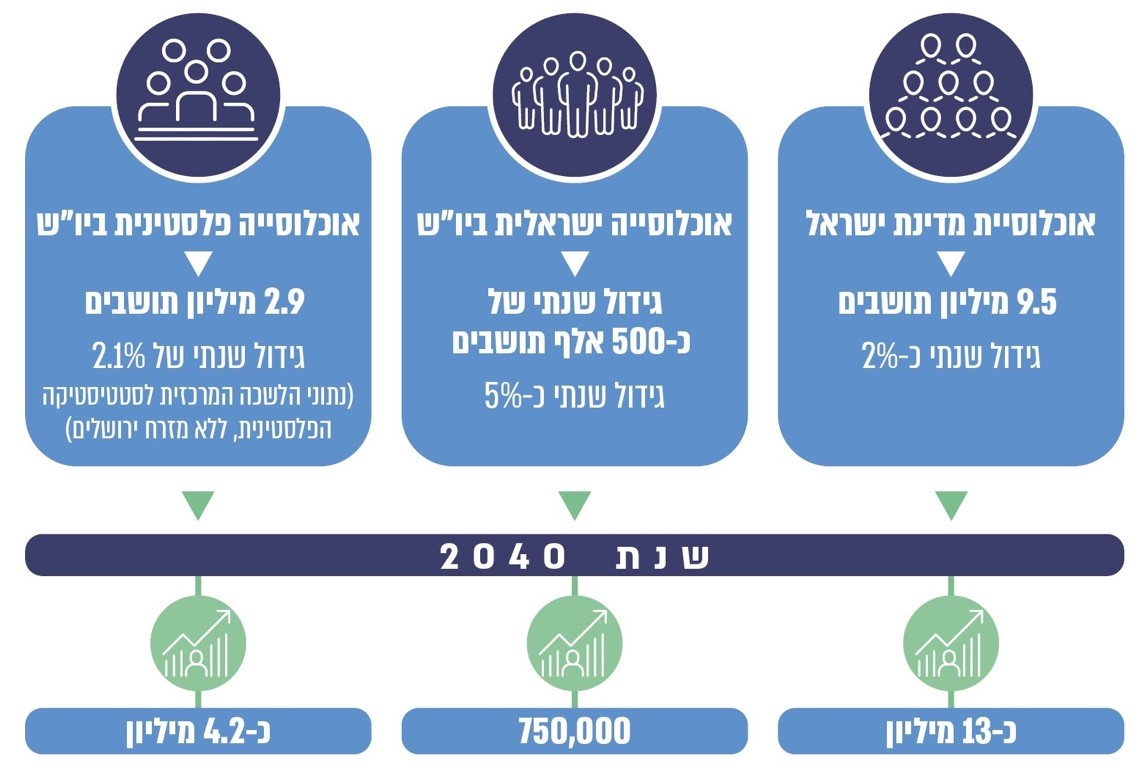 אוכלוסיית מדינת ישראל
9.5 מיליון תושבים
גידול שנתי כ-2%
אוכלוסייה ישראלית ביו"ש
גידול שנתי של
כ-500 אלף תושבים
גידול שנתי כ-5%
אוכלוסייה פלסטינית ביו"ש
2.9 מיליון תושבים
גידול שנתי של 2.1%
(נתוני הלשכה המרכזית לסטטיסטיקה
הפלסטינית, ללא מזרח ירושלים)
שנת 2040
כ-13 מיליון
750,000
כ-4.2 מיליון